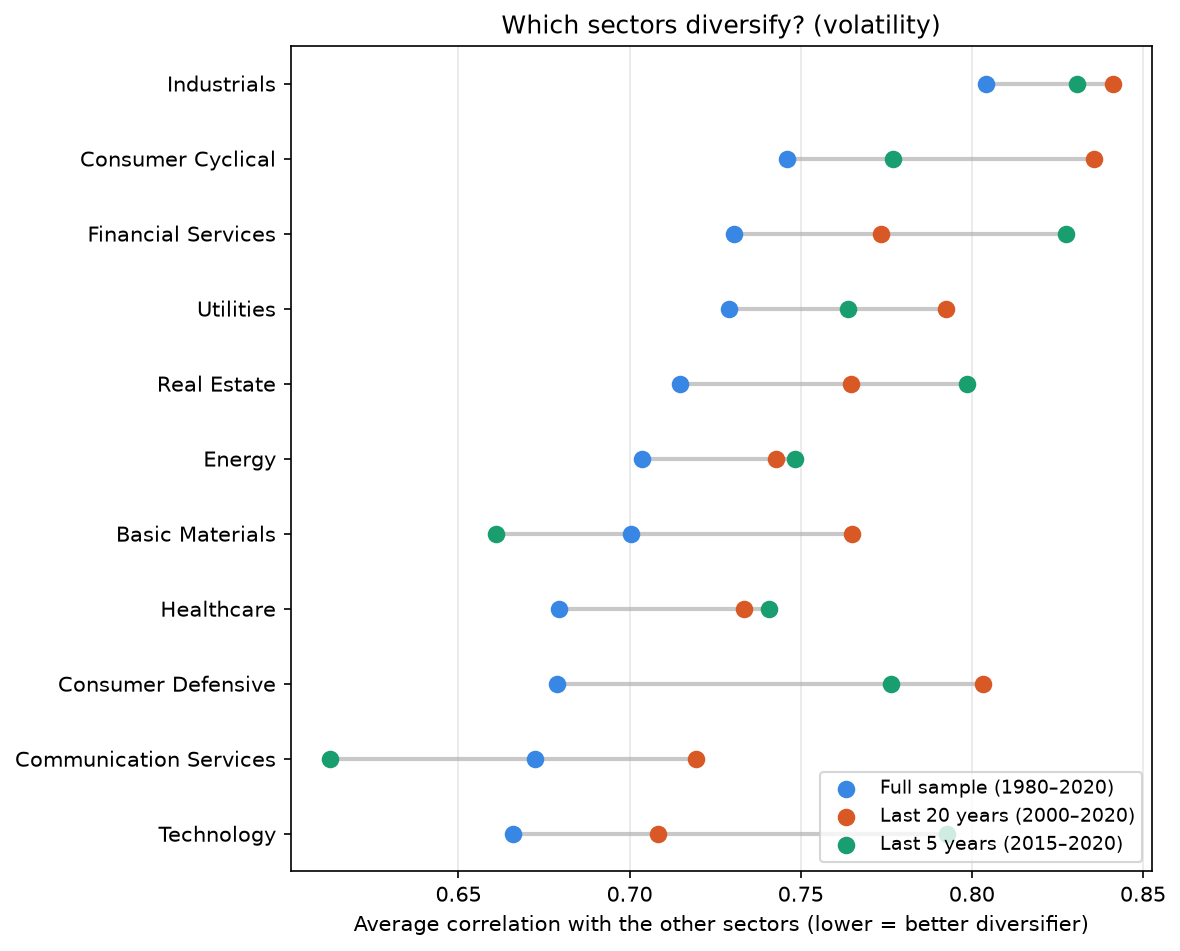 Which sectors diversify? (volatility)
Industrials
Consumer Cyclical
Financial Services
Utilities
Real Estate
Energy
Basic Materials
Healthcare
Consumer Defensive
Communication Services
Technology
Full sample (1980–2020)
Last 20 years (2000–2020)
Last 5 years (2015–2020)
0.65 0.70 0.75 0.80 0.85
Average correlation with the other sectors (lower = better diversifier)